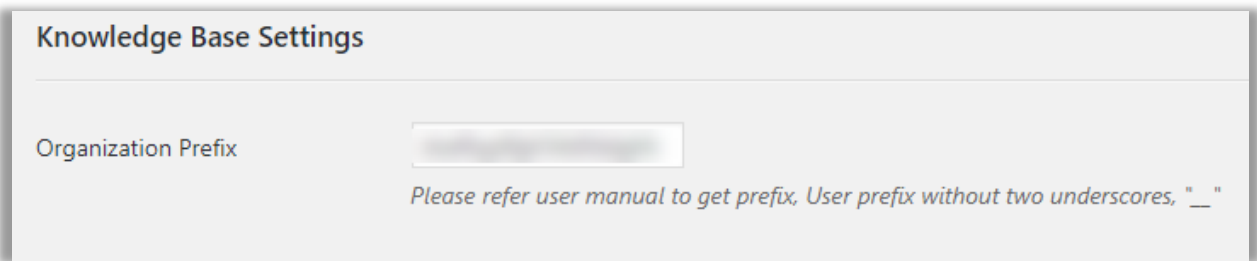 Knowledge Base Settings
Organization Prefix
Please refer user manual to get prefix, User prefix without two underscores, "__"